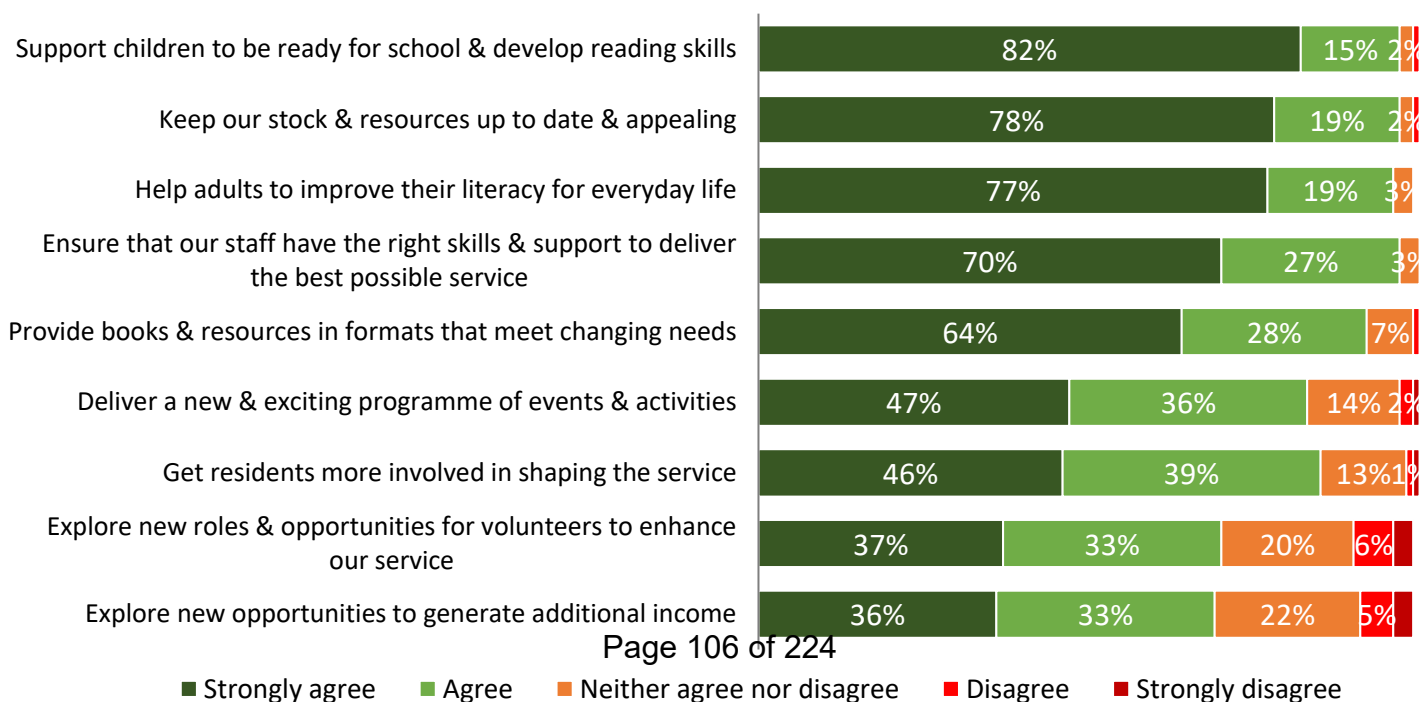 Support children to be ready for school & develop reading skills
82% 15% 2%
Keep our stock & resources up to date & appealing
78% 19% 2%
Help adults to improve their literacy for everyday life
77% 19% 3%
Ensure that our staff have the right skills & support to deliver
the best possible service
70% 27% 3%
Provide books & resources in formats that meet changing needs
64% 28% 7%
Deliver a new & exciting programme of events & activities
47% 36% 14% 2%
Get residents more involved in shaping the service
46% 39% 13% 1%
Explore new roles & opportunities for volunteers to enhance
our service
37% 33% 20% 6%
Explore new opportunities to generate additional income
36% 33% 22% 5%
Page 106 of 224
Strongly agree Agree Neither agree nor disagree Disagree Strongly disagree